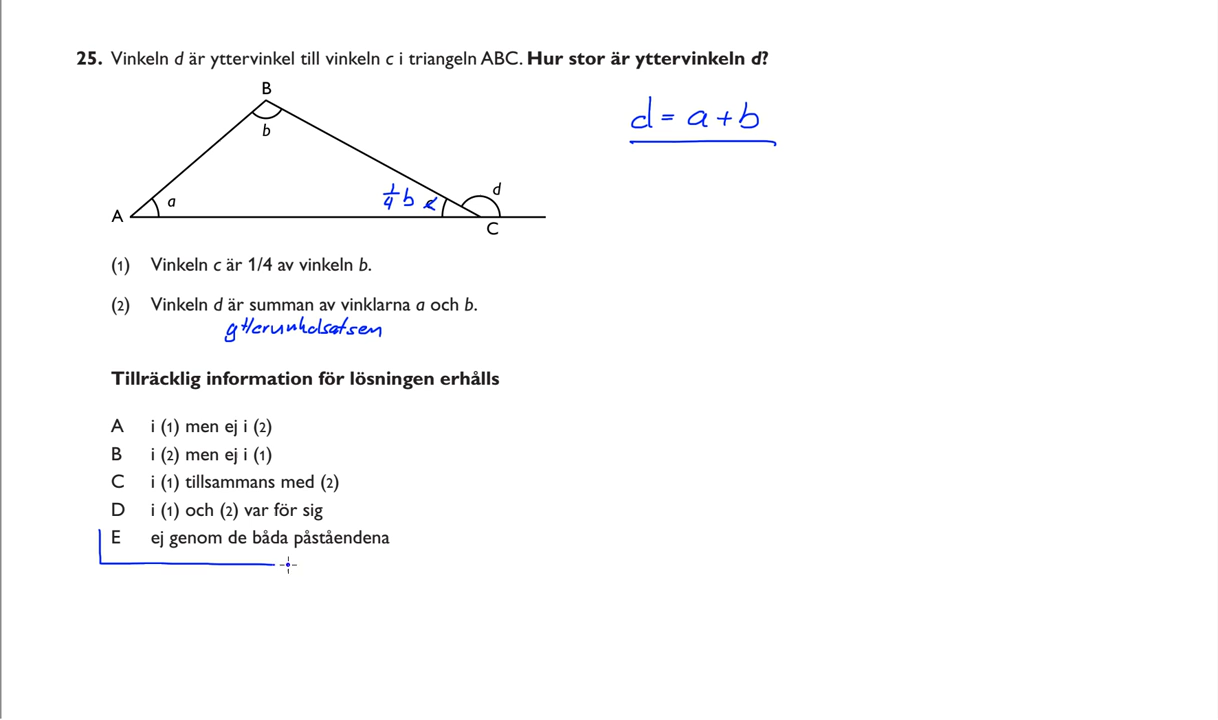 25. Vinkeln d är yttervinkel till vinkeln c i triangeln ABC. Hur stor är yttervinkeln d?
B
d = a + b
b
1/4 b
d
a
A
C
(1) Vinkeln c är 1/4 av vinkeln b.
(2) Vinkeln d är summan av vinklarna a och b.
Tillräcklig information för lösningen erhålls
A i (1) men ej i (2)
B i (2) men ej i (1)
C i (1) tillsammans med (2)
D i (1) och (2) var för sig
E ej genom de båda påståendena